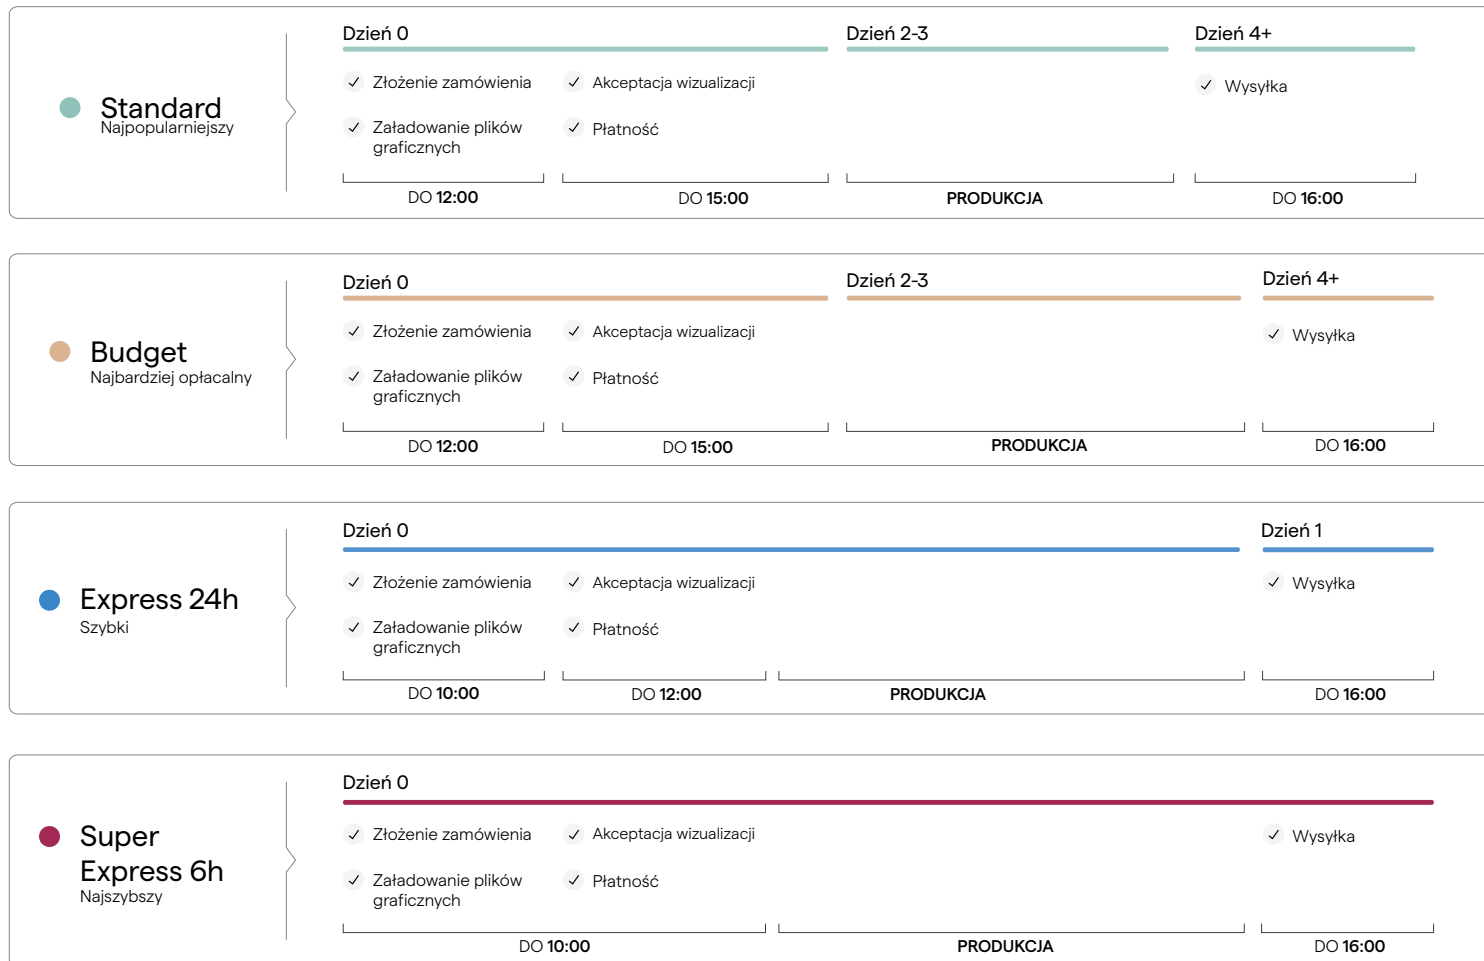 Standard
Najpopularniejszy
Dzień 0
Dzień 2-3
Dzień 4+
Złożenie zamówienia
Załadowanie plików
graficznych
Akceptacja wizualizacji
Płatność
Wysyłka
DO 12:00
DO 15:00
PRODUKCJA
DO 16:00
Budget
Najbardziej opłacalny
Dzień 0
Dzień 2-3
Dzień 4+
Złożenie zamówienia
Załadowanie plików
graficznych
Akceptacja wizualizacji
Płatność
Wysyłka
DO 12:00
DO 15:00
PRODUKCJA
DO 16:00
Express 24h
Szybki
Dzień 0
Dzień 1
Złożenie zamówienia
Załadowanie plików
graficznych
Akceptacja wizualizacji
Płatność
Wysyłka
DO 10:00
DO 12:00
PRODUKCJA
DO 16:00
Super
Express 6h
Najszybszy
Dzień 0
Złożenie zamówienia
Załadowanie plików
graficznych
Akceptacja wizualizacji
Płatność
Wysyłka
DO 10:00
PRODUKCJA
DO 16:00